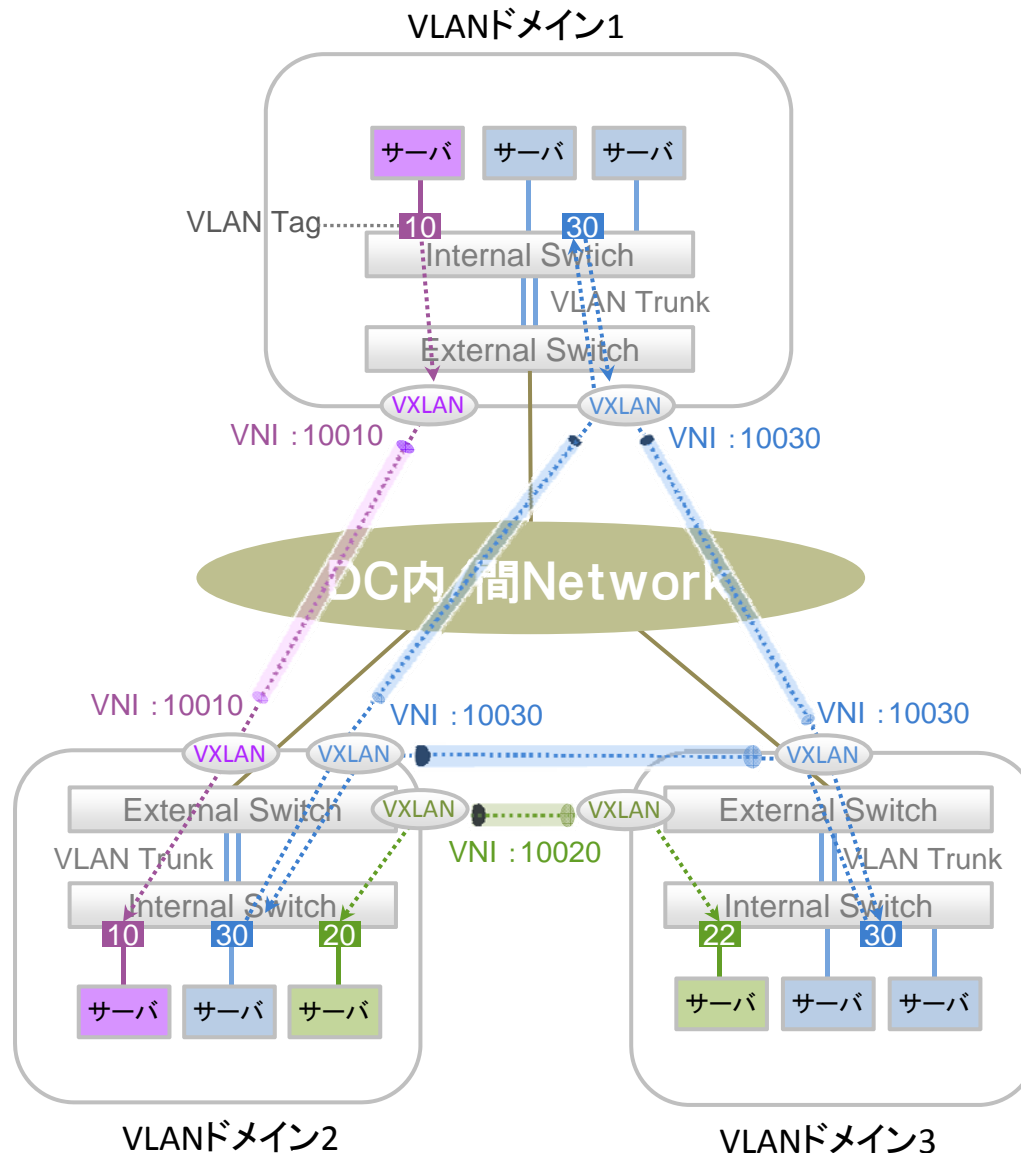 VLANドメイン1
サーバ サーバ サーバ
VLAN Tag 10 30
Internal Swtich
VLAN Trunk
External Switch
VXLAN VXLAN
VNI：10010 VNI：10030
DC内 間Network
VNI：10010 VNI：10030 VNI：10030
VXLAN VXLAN VXLAN
External Switch VXLAN VXLAN External Switch
VLAN Trunk VNI：10020 VLAN Trunk
Internal Switch Internal Switch
10 30 20 22 30
サーバ サーバ サーバ サーバ サーバ サーバ
VLANドメイン2 VLANドメイン3